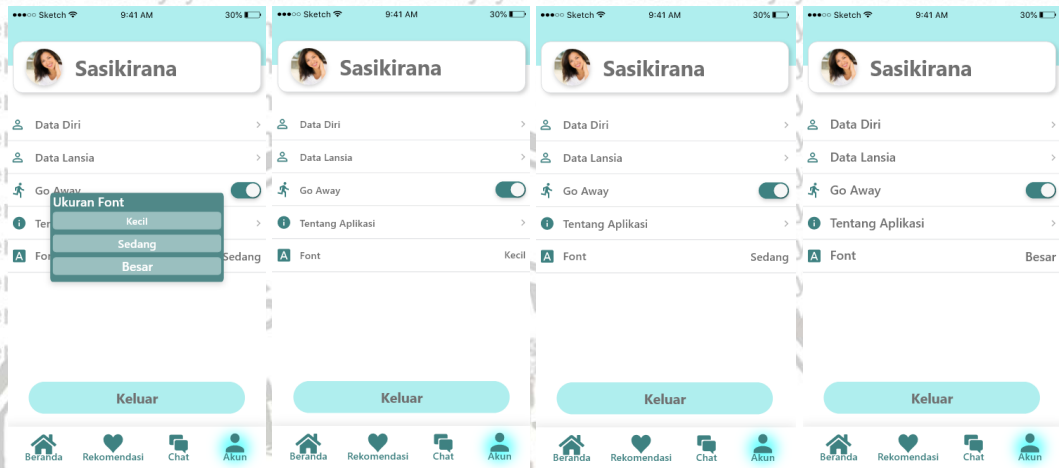 Sketch 9:41 AM 30%
Sasikirana
Data Diri
Data Lansia
Go Away
Ukuran Font
Kecil
Ter
Sedang
Fo Sedang
Besar
Keluar
Beranda Rekomendasi Chat Akun
Sketch 9:41 AM 30%
Sasikirana
Data Diri
Data Lansia
Go Away
Tentang Aplikasi
A Font Kecil
Keluar
Beranda Rekomendasi Chat Akun
Sketch 9:41 AM 30%
Sasikirana
Data Diri
Data Lansia
Go Away
Tentang Aplikasi
A Font Sedang
Keluar
Beranda Rekomendasi Chat Akun
Sketch 9:41 AM 30%
Sasikirana
Data Diri
Data Lansia
Go Away
Tentang Aplikasi
A Font Besar
Keluar
Beranda Rekomendasi Chat Akun